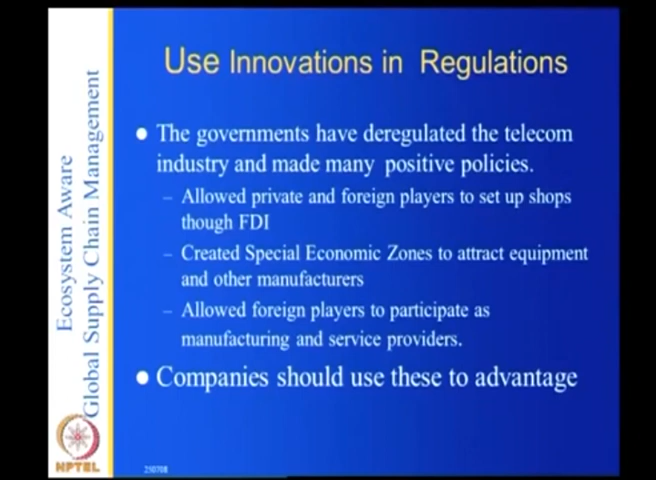 Use Innovations in Regulations
The governments have deregulated the telecom
industry and made many positive policies.
– Allowed private and foreign players to set up shops
though FDI
– Created Special Economic Zones to attract equipment
and other manufacturers
– Allowed foreign players to participate as
manufacturing and service providers.
Companies should use these to advantage
Ecosystem Aware
Global Supply Chain Management
NPTEL
250708